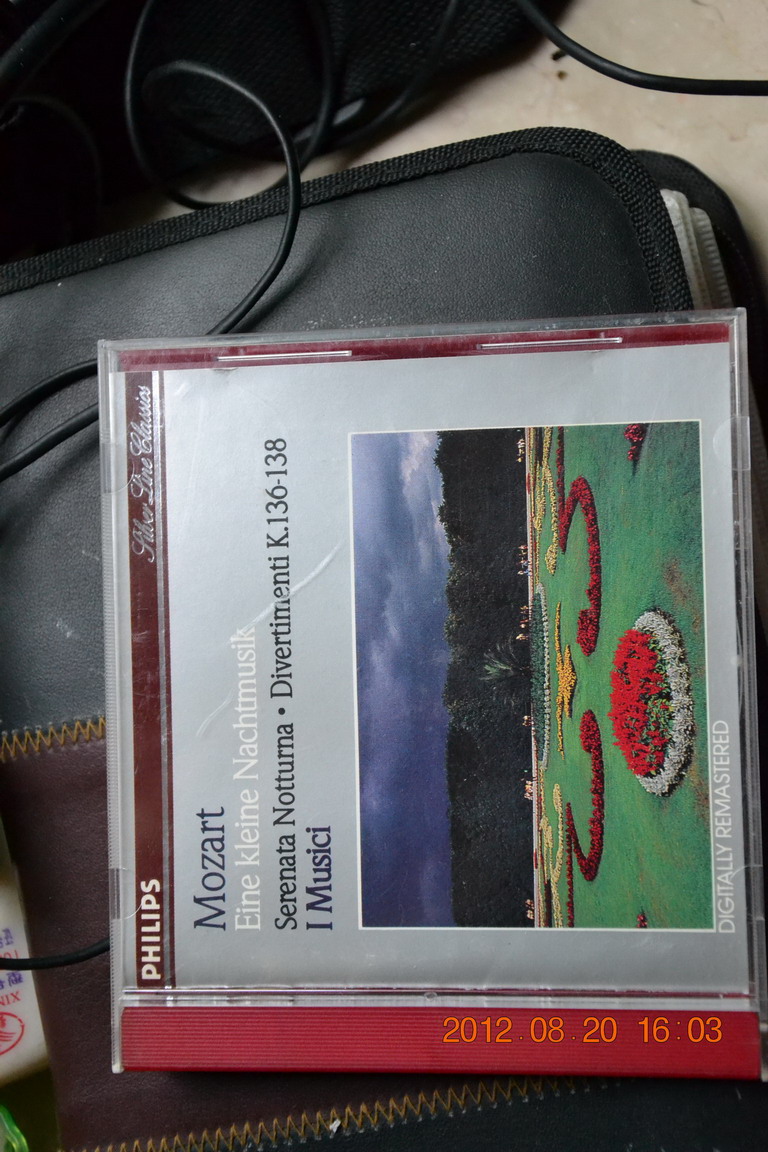 PHILIPS
Silver Line Classics
Mozart
Eine kleine Nachtmusik
Serenata Notturna • Divertimenti K.136-138
I Musici
DIGITALLY REMASTERED
2012.08.20 16:03